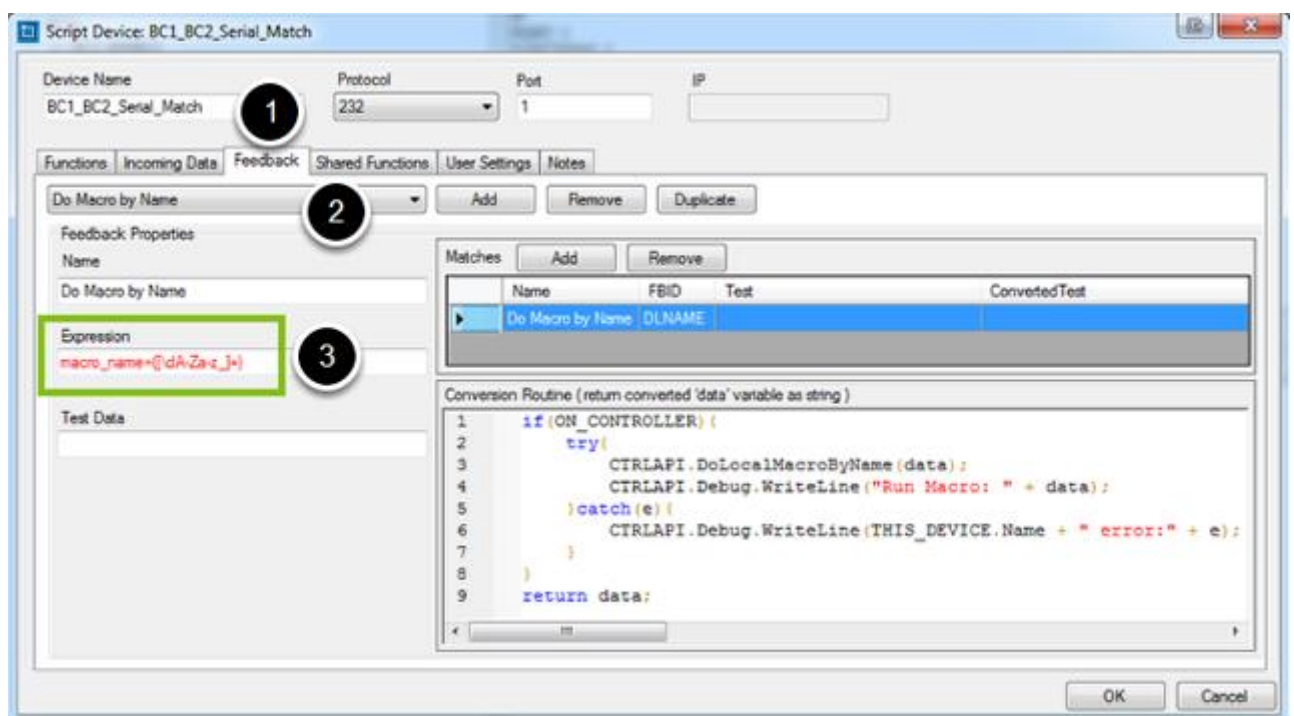 Script Device: BC1_BC2_Serial_Match
Device Name Protocol Port IP
BC1_BC2_Serial_Match 232 1
1
Functions Incoming Data Feedback Shared Functions User Settings Notes
Do Macro by Name Add Remove Duplicate
2
Feedback Properties
Name
Do Macro by Name
Expression
macro_name=([\dA-Za-z_]+)
3
Test Data
Matches Add Remove
Name FBID Test ConvertedTest
Do Macro by Name DLNAME
Conversion Routine (return converted 'data' variable as string )
1 if(ON_CONTROLLER){
2 try{
3 CTRLAPI.DoLocalMacroByName(data);
4 CTRLAPI.Debug.WriteLine("Run Macro: " + data);
5 }catch(e){
6 CTRLAPI.Debug.WriteLine(THIS_DEVICE.Name + " error:" + e);
7 }
8 }
9 return data;
OK Cancel